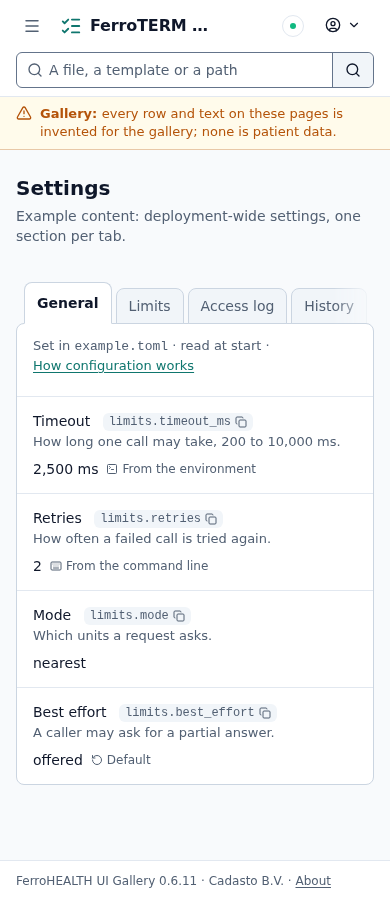 FerroTERM ...
A file, a template or a path
Gallery: every row and text on these pages is
invented for the gallery; none is patient data.
Settings
Example content: deployment-wide settings, one
section per tab.
General Limits Access log History
Set in example.toml · read at start ·
How configuration works
Timeout limits.timeout_ms
How long one call may take, 200 to 10,000 ms.
2,500 ms From the environment
Retries limits.retries
How often a failed call is tried again.
2 From the command line
Mode limits.mode
Which units a request asks.
nearest
Best effort limits.best_effort
A caller may ask for a partial answer.
offered Default
FerroHEALTH UI Gallery 0.6.11 · Cadasto B.V. · About